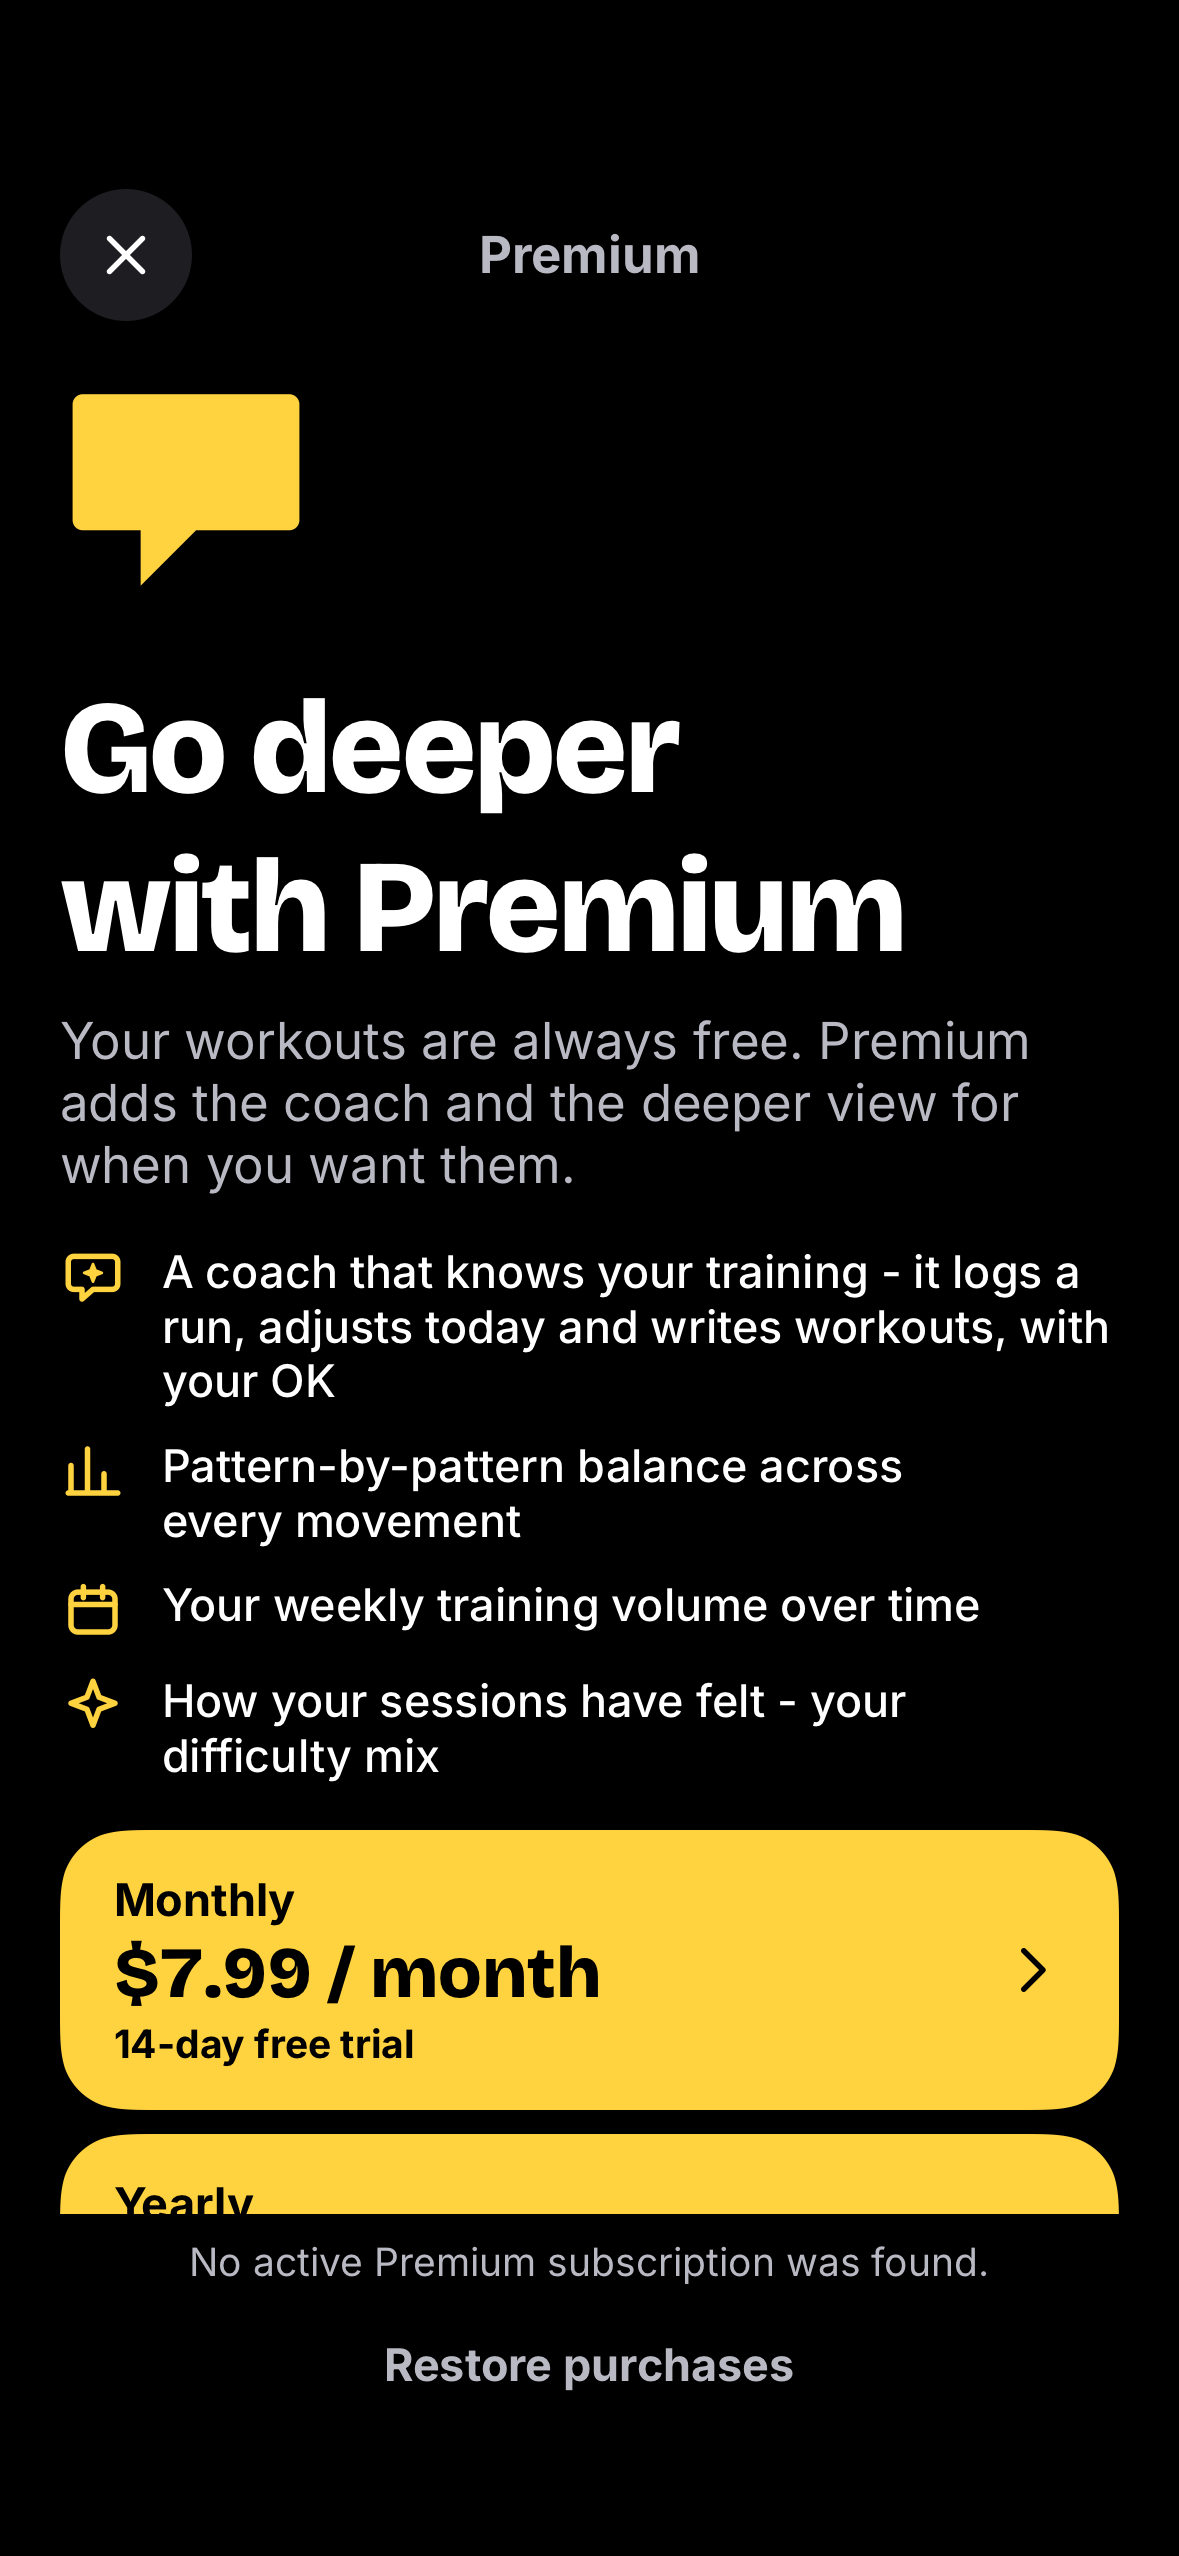 Premium
Go deeper
with Premium
Your workouts are always free. Premium
adds the coach and the deeper view for
when you want them.
A coach that knows your training - it logs a
run, adjusts today and writes workouts, with
your OK
Pattern-by-pattern balance across
every movement
Your weekly training volume over time
How your sessions have felt - your
difficulty mix
Monthly
$7.99 / month
14-day free trial
Yearly
No active Premium subscription was found.
Restore purchases